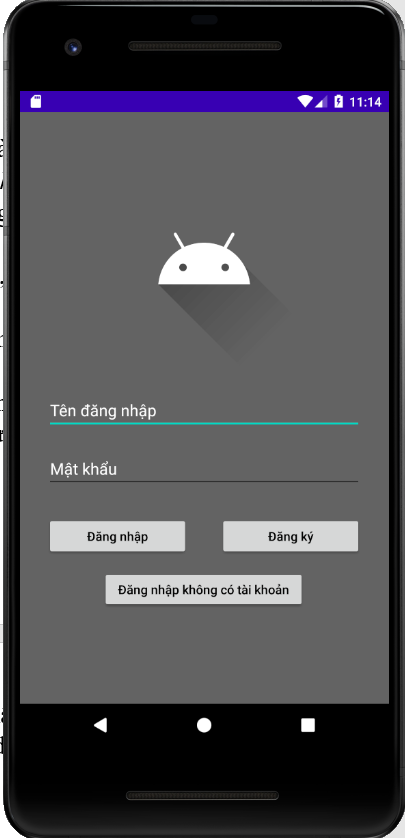 11:14
Tên đăng nhập
Mật khẩu
Đăng nhập
Đăng ký
Đăng nhập không có tài khoản